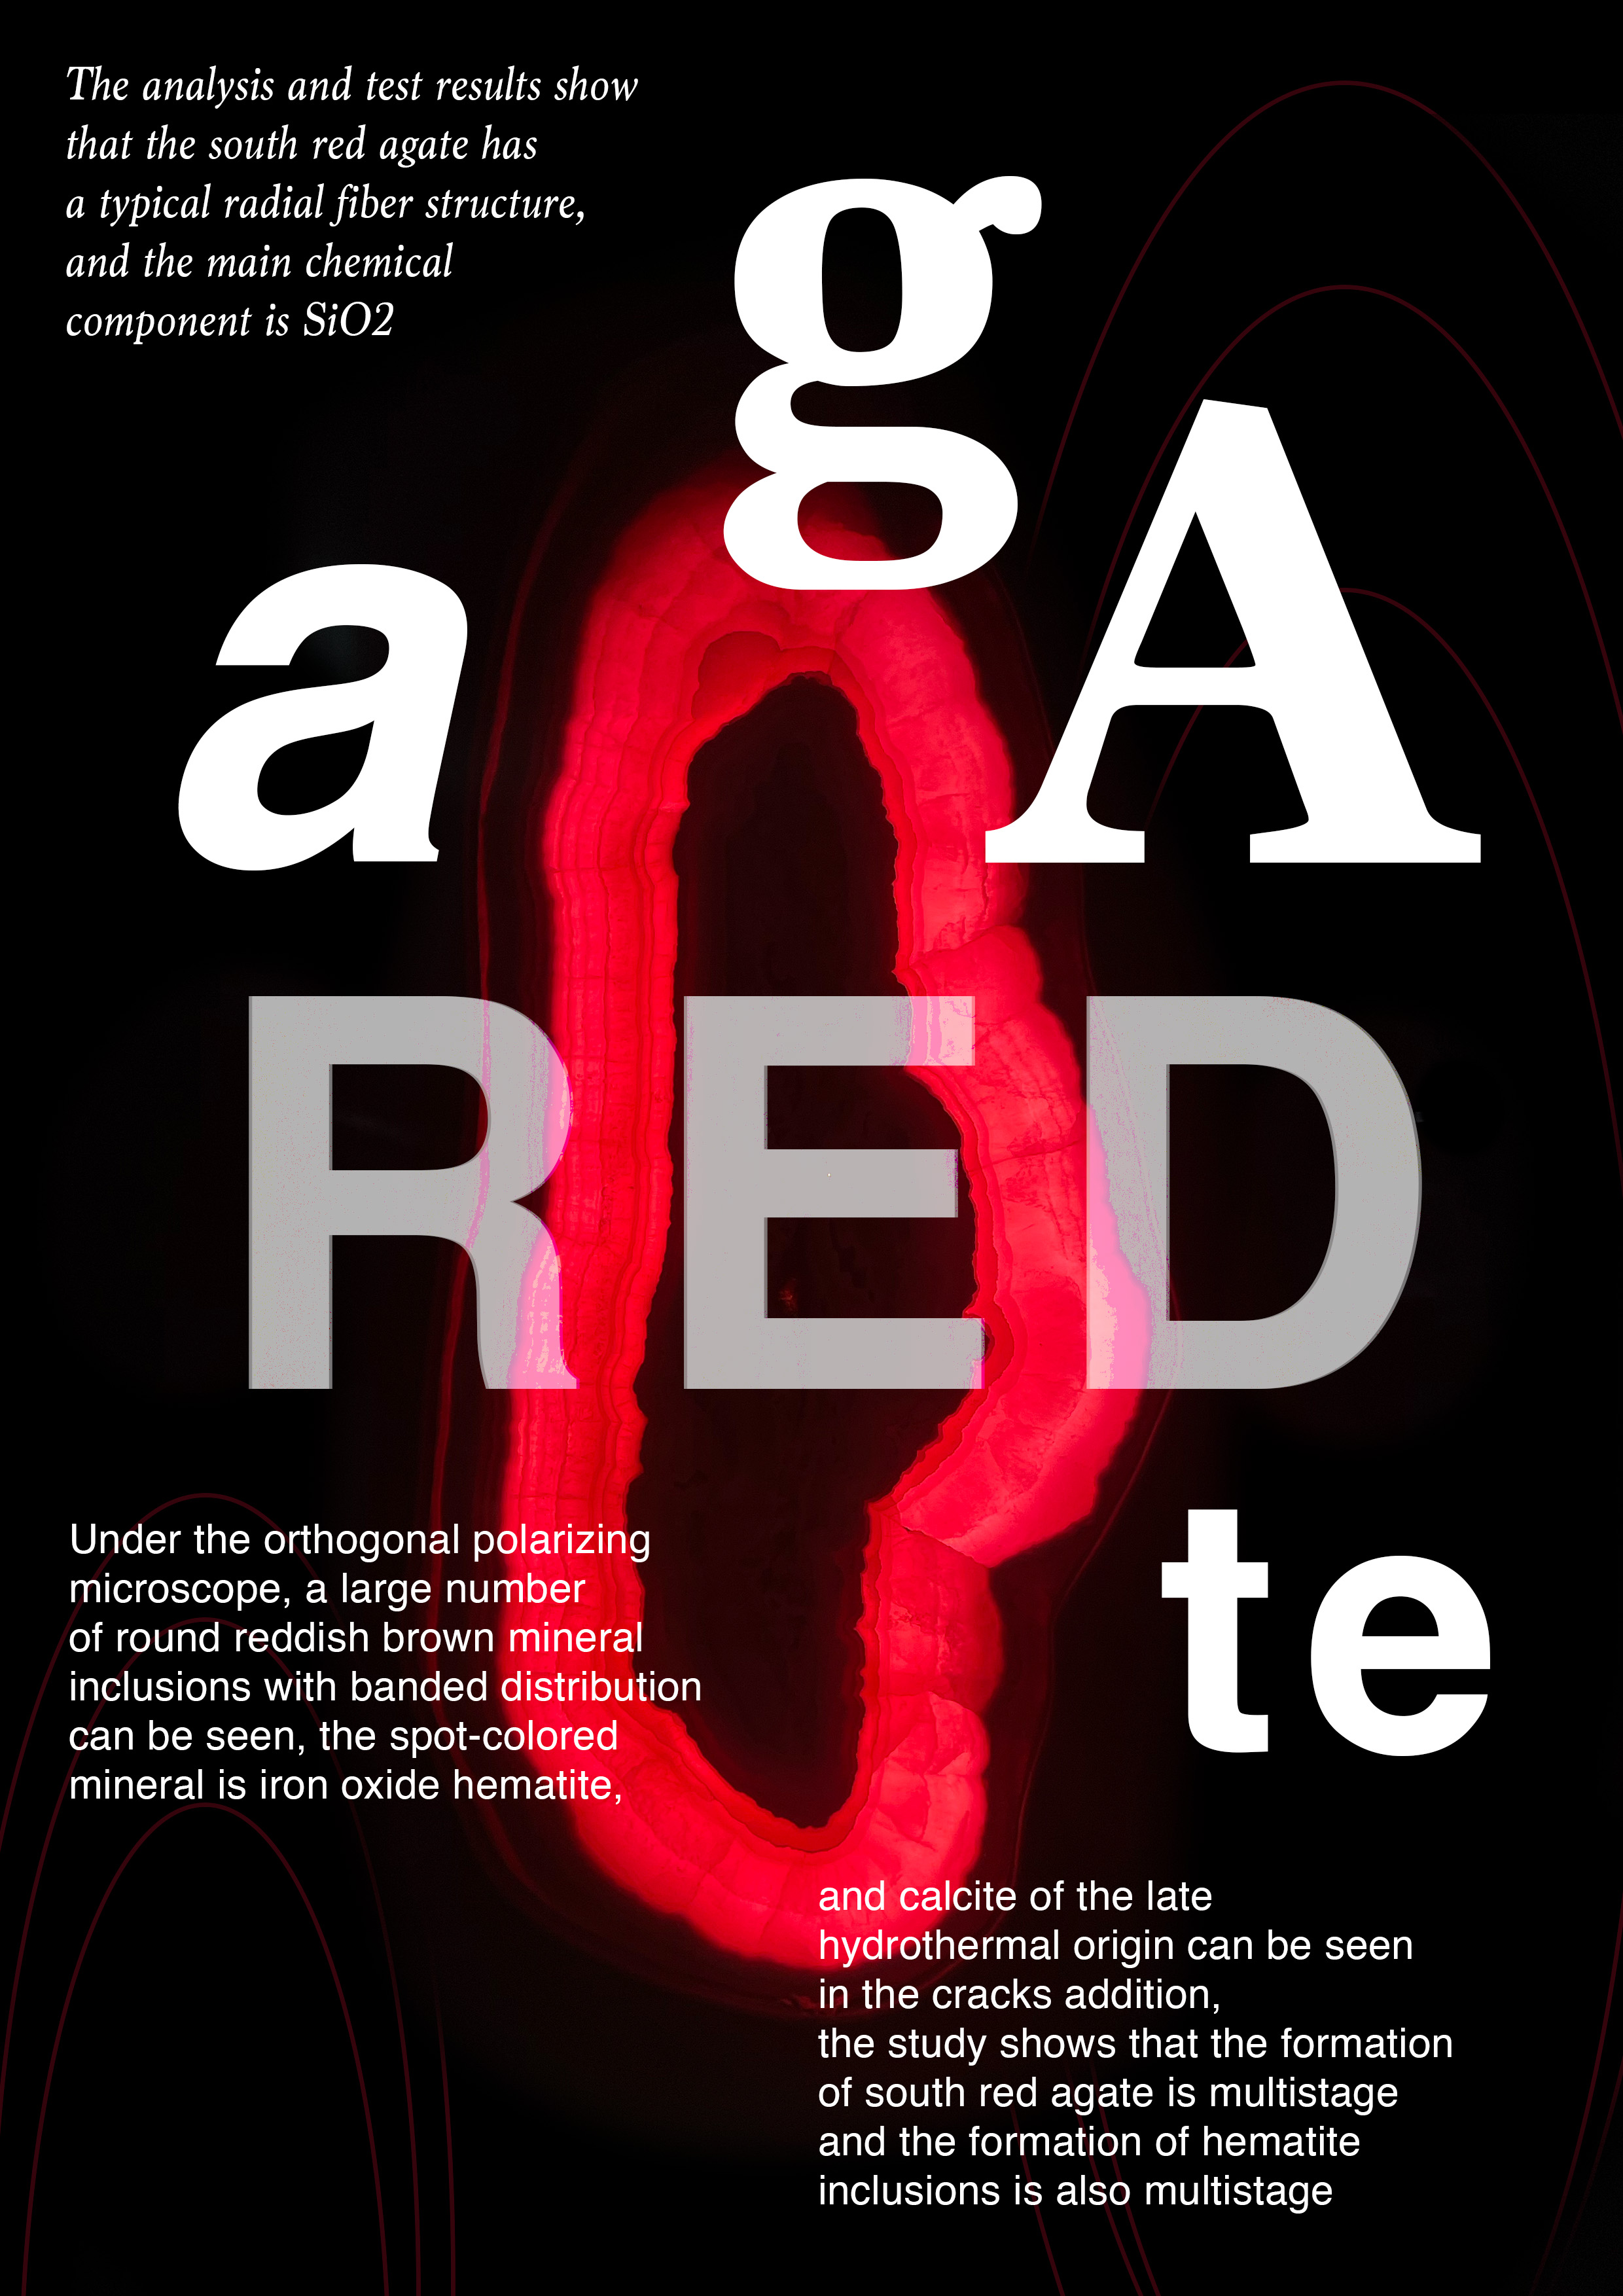 The analysis and test results show
that the south red agate has
a typical radial fiber structure,
and the main chemical
component is SiO2
a g A
RED
te
Under the orthogonal polarizing
microscope, a large number
of round reddish brown mineral
inclusions with banded distribution
can be seen, the spot-colored
mineral is iron oxide hematite,
and calcite of the late
hydrothermal origin can be seen
in the cracks addition,
the study shows that the formation
of south red agate is multistage
and the formation of hematite
inclusions is also multistage